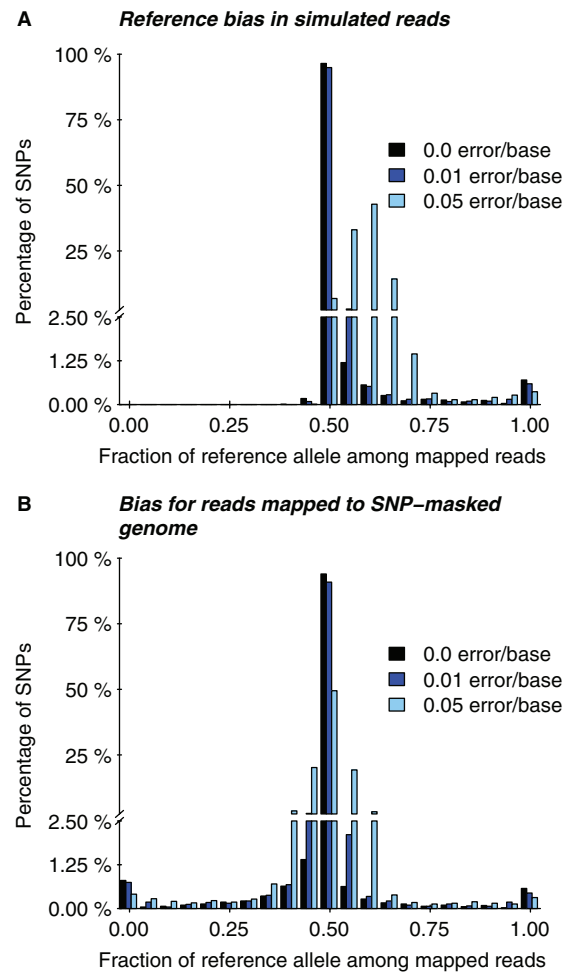 A Reference bias in simulated reads
100 %
75 %
50 %
25 %
2.50 %
1.25 %
0.00 %
Percentage of SNPs
0.0 error/base
0.01 error/base
0.05 error/base
0.00 0.25 0.50 0.75 1.00
Fraction of reference allele among mapped reads
B Bias for reads mapped to SNP−masked
genome
100 %
75 %
50 %
25 %
2.50 %
1.25 %
0.00 %
Percentage of SNPs
0.0 error/base
0.01 error/base
0.05 error/base
0.00 0.25 0.50 0.75 1.00
Fraction of reference allele among mapped reads